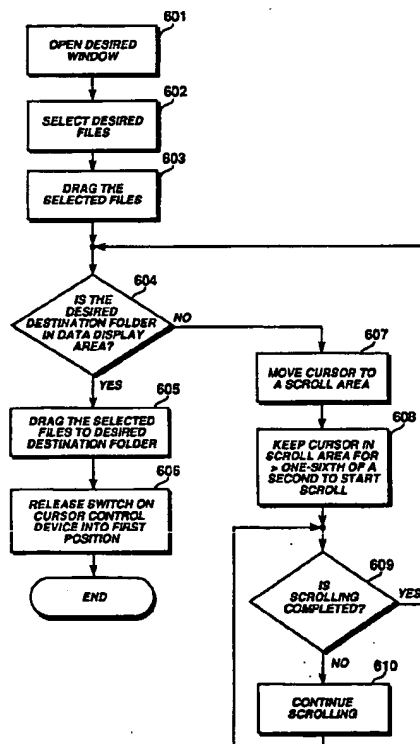 601
OPEN DESIRED
WINDOW
602
SELECT DESIRED
FILES
603
DRAG THE
SELECTED FILES
604
IS THE
DESIRED
DESTINATION FOLDER
IN DATA DISPLAY
AREA?
NO
YES
605
DRAG THE SELECTED
FILES TO DESIRED
DESTINATION FOLDER
606
RELEASE SWITCH ON
CURSOR CONTROL
DEVICE INTO FIRST
POSITION
END
607
MOVE CURSOR TO
A SCROLL AREA
608
KEEP CURSOR IN
SCROLL AREA FOR
> ONE-SIXTH OF A
SECOND TO START
SCROLL
609
IS
SCROLLING
COMPLETED?
YES
NO
610
CONTINUE
SCROLLING